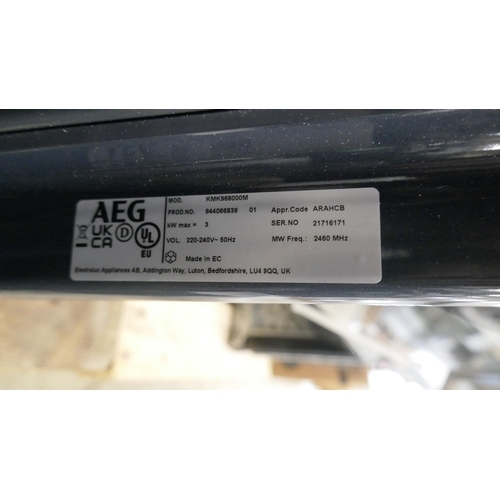 AEG
UK
CA
D
UL
EU
MOD. KMK968000M
PROD.NO. 944066839 01 Appr.Code ARAHCB
kW max = 3 SER.NO 21716171
VOL. 220-240V~ 50Hz MW Freq.: 2460 MHz
Made in EC
Electrolux Appliances AB, Addington Way, Luton, Bedfordshire, LU4 9QQ, UK